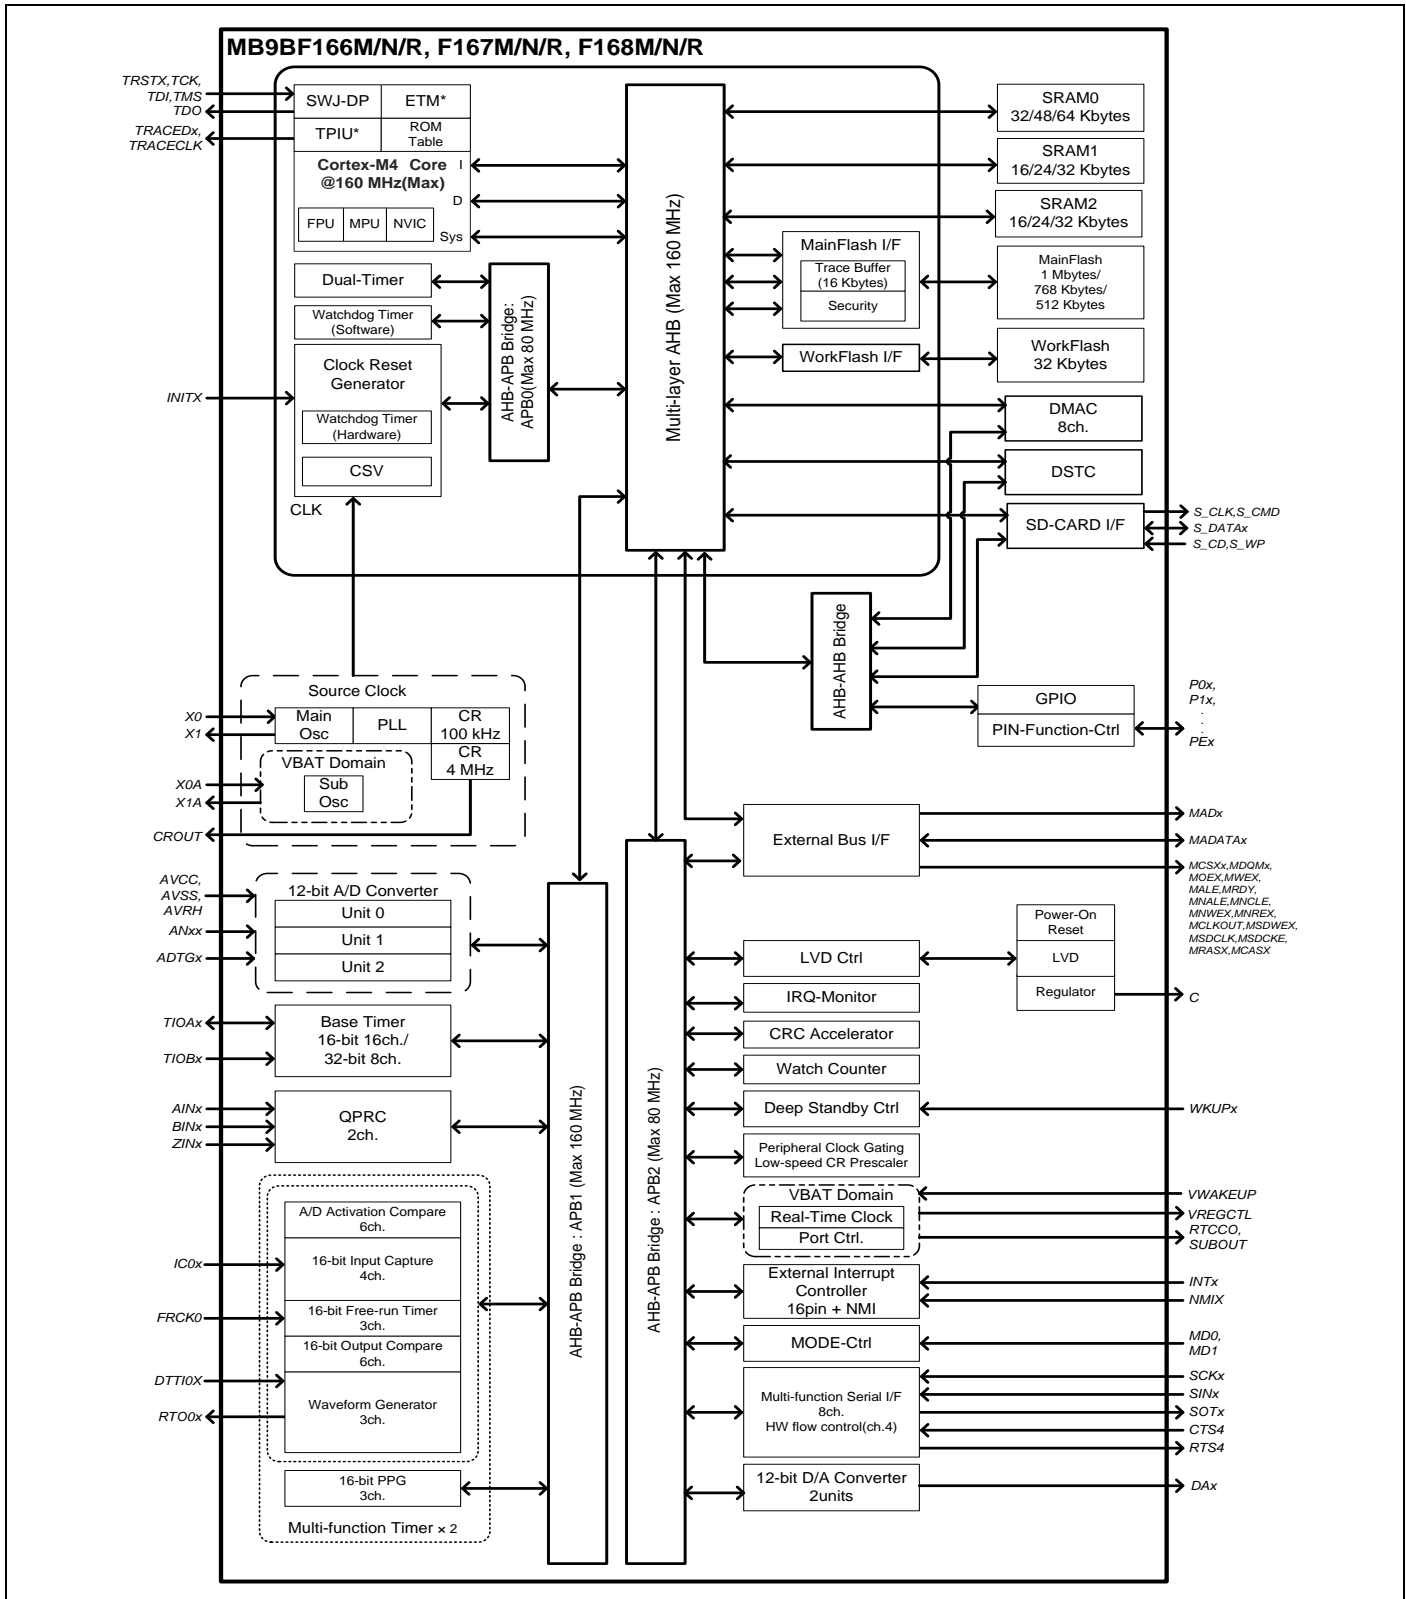 MB9BF166M/N/R, F167M/N/R, F168M/N/R
TRSTX,TCK,
TDI,TMS
TDO
TRACEDx,
TRACECLK
SWJ-DP
ETM*
TPIU*
ROM
Table
Cortex-M4 Core
@160 MHz(Max)
I
D
Sys
FPU
MPU
NVIC
Dual-Timer
Watchdog Timer
(Software)
Clock Reset
Generator
Watchdog Timer
(Hardware)
CSV
CLK
INITX
AHB-APB Bridge:
APB0(Max 80 MHz)
Multi-layer AHB (Max 160 MHz)
MainFlash I/F
Trace Buffer
(16 Kbytes)
Security
WorkFlash I/F
SRAM0
32/48/64 Kbytes
SRAM1
16/24/32 Kbytes
SRAM2
16/24/32 Kbytes
MainFlash
1 Mbytes/
768 Kbytes/
512 Kbytes
WorkFlash
32 Kbytes
DMAC
8ch.
DSTC
SD-CARD I/F
S_CLK,S_CMD
S_DATAx
S_CD,S_WP
AHB-AHB Bridge
GPIO
PIN-Function-Ctrl
P0x,
P1x,
.
.
PEx
Source Clock
X0
X1
Main
Osc
PLL
CR
100 kHz
CR
4 MHz
VBAT Domain
Sub
Osc
X0A
X1A
CROUT
AVCC,
AVSS,
AVRH
ANxx
ADTGx
12-bit A/D Converter
Unit 0
Unit 1
Unit 2
TIOAx
TIOBx
Base Timer
16-bit 16ch./
32-bit 8ch.
AINx
BINx
ZINx
QPRC
2ch.
A/D Activation Compare
6ch.
IC0x
16-bit Input Capture
4ch.
FRCK0
16-bit Free-run Timer
3ch.
16-bit Output Compare
6ch.
DTTI0X
RTO0x
Waveform Generator
3ch.
16-bit PPG
3ch.
Multi-function Timer × 2
AHB-APB Bridge : APB1 (Max 160 MHz)
AHB-APB Bridge : APB2 (Max 80 MHz)
External Bus I/F
MADx
MADATAx
MCSXx,MDQMx,
MOEX,MWEX,
MALE,MRDY,
MNALE,MNCLE,
MNWEX,MNREX,
MCLKOUT,MSDWEX,
MSDCLK,MSDCKE,
MRASX,MCASX
LVD Ctrl
Power-On
Reset
LVD
Regulator
C
IRQ-Monitor
CRC Accelerator
Watch Counter
Deep Standby Ctrl
WKUPx
Peripheral Clock Gating
Low-speed CR Prescaler
VBAT Domain
Real-Time Clock
Port Ctrl.
VWAKEUP
VREGCTL
RTCCO,
SUBOUT
External Interrupt
Controller
16pin + NMI
INTx
NMIX
MODE-Ctrl
MD0,
MD1
Multi-function Serial I/F
8ch.
HW flow control(ch.4)
SCKx
SINx
SOTx
CTS4
RTS4
12-bit D/A Converter
2units
DAx